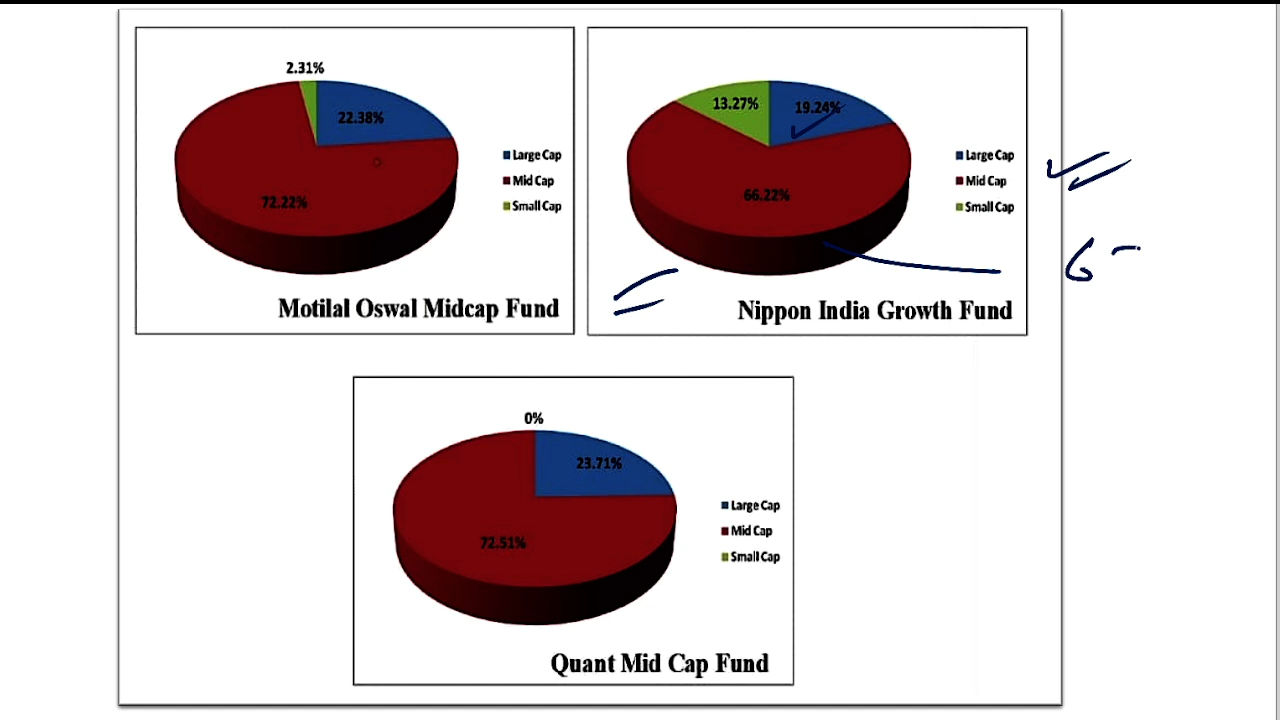 2.31%
22.38%
72.22%
Large Cap
Mid Cap
Small Cap
Motilal Oswal Midcap Fund
13.27%
19.24%
66.22%
Large Cap
Mid Cap
Small Cap
Nippon India Growth Fund
0%
23.71%
72.51%
Large Cap
Mid Cap
Small Cap
Quant Mid Cap Fund